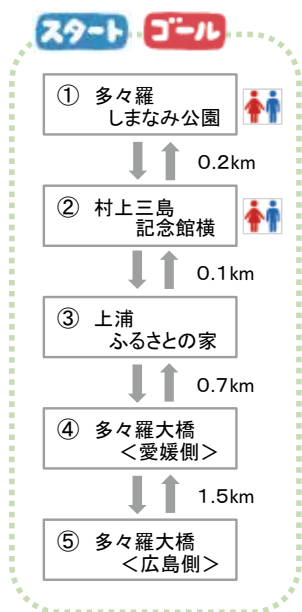 スタート ゴール
① 多々羅
しまなみ公園
0.2km
② 村上三島
記念館横
0.1km
③ 上浦
ふるさとの家
0.7km
④ 多々羅大橋
＜愛媛側＞
1.5km
⑤ 多々羅大橋
＜広島側＞